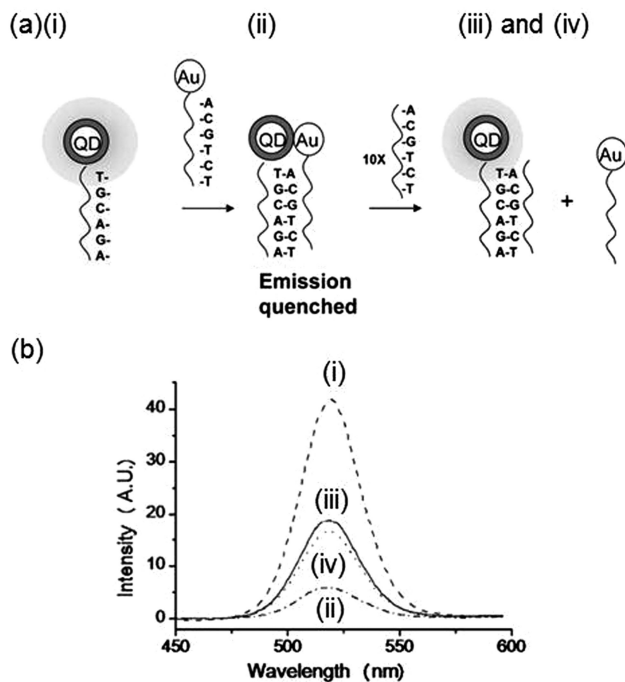 (a)(i)
(ii)
(iii) and (iv)
QD
T-
G-
C-
A-
G-
A-
Au
-A
-C
-G
-T
-C
-T
QD
Au
T-A
G-C
C-G
A-T
G-C
A-T
Emission
quenched
10X
-A
-C
-G
-T
-C
-T
QD
T-A
G-C
C-G
A-T
G-C
A-T
+
Au
(b)
Intensity (A.U.)
40
30
20
10
0
(i)
(iii)
(iv)
(ii)
450
500
550
600
Wavelength (nm)